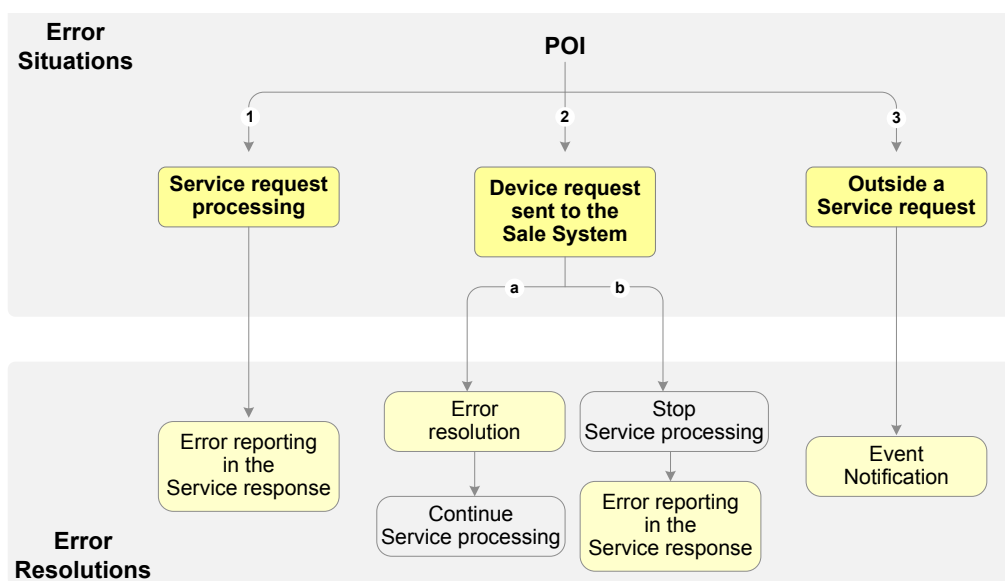 Error
Situations
POI
1
2
3
Service request
processing
Device request
sent to the
Sale System
Outside a
Service request
a
b
Error
resolution
Stop
Service processing
Error reporting
in the
Service response
Event
Notification
Continue
Service processing
Error reporting
in the
Service response
Error
Resolutions